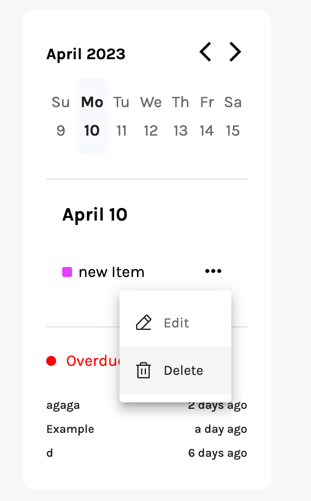 April 2023
Su Mo Tu We Th Fr Sa
9 10 11 12 13 14 15
April 10
new Item
Edit
Delete
agaga 2 days ago
Example a day ago
d 6 days ago